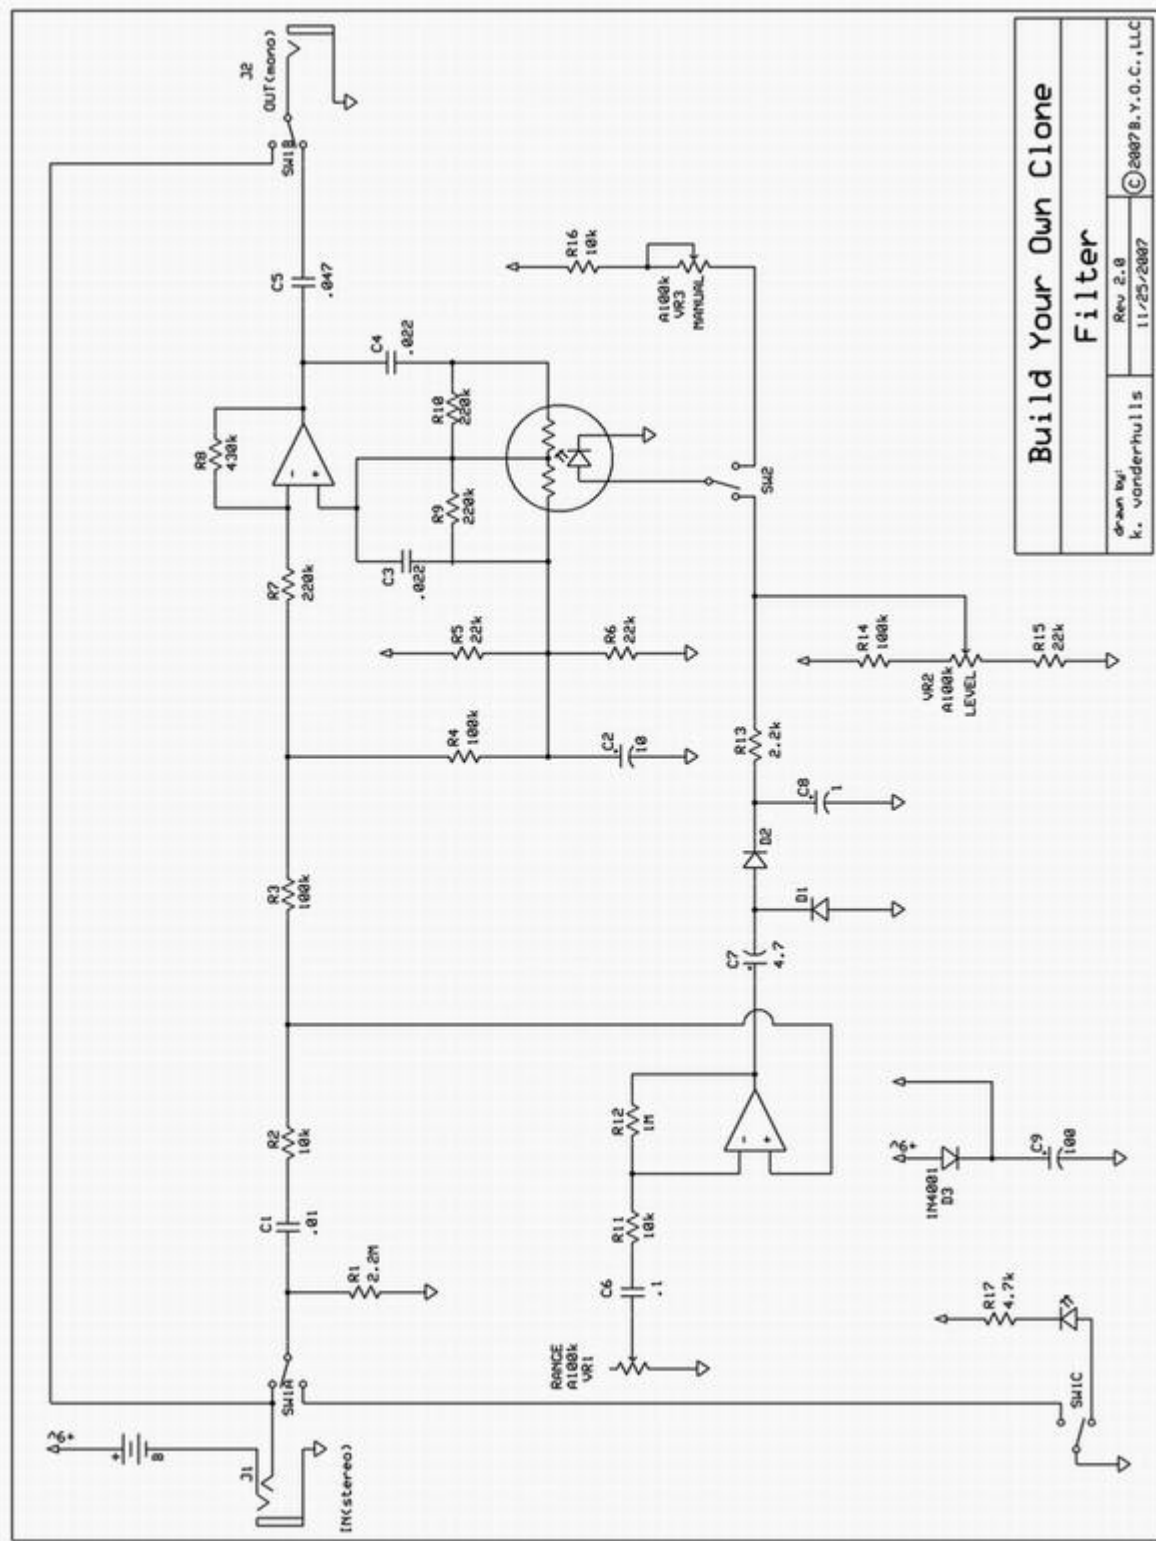 J1
IN(stereo)
+9v
+
B
SW1A
R1
2.2M
C1
.01
R2
10k
R3
100k
R4
100k
C2
10
R5
22k
R6
22k
R7
220k
R8
430k
-
+
C3
.022
R9
220k
R10
220k
C4
.022
C5
.047
SW1B
J2
OUT(mono)
RANGE
A100k
VR1
C6
.1
R11
10k
R12
1M
-
+
C7
4.7
D1
D2
C8
1
R13
2.2k
R14
100k
VR2
A100k
LEVEL
R15
22k
SW2
A100k
VR3
MANUAL
R16
10k
SW1C
R17
4.7k
+9v
1N4001
D3
C9
100
Build Your Own Clone
Filter
drawn by:
k. vanderhulls
Rev 2.0
11/25/2007
©2007B.Y.O.C.,LLC